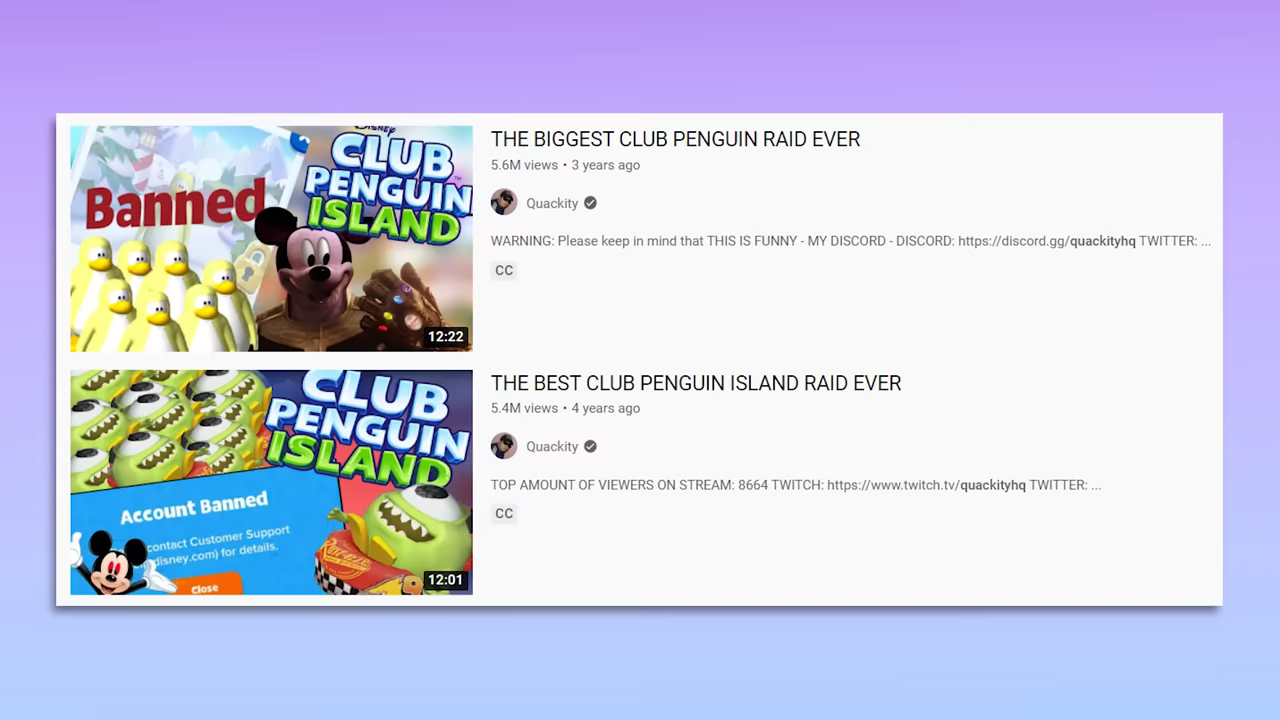 DISNEY
CLUB
PENGUIN
ISLAND
Banned
12:22
THE BIGGEST CLUB PENGUIN RAID EVER
5.6M views • 3 years ago
Quackity
WARNING: Please keep in mind that THIS IS FUNNY - MY DISCORD - DISCORD: https://discord.gg/quackityhq TWITTER: ...
CC
CLUB
PENGUIN
ISLAND
Account Banned
contact Customer Support
disney.com) for details.
Close
12:01
THE BEST CLUB PENGUIN ISLAND RAID EVER
5.4M views • 4 years ago
Quackity
TOP AMOUNT OF VIEWERS ON STREAM: 8664 TWITCH: https://www.twitch.tv/quackityhq TWITTER: ...
CC